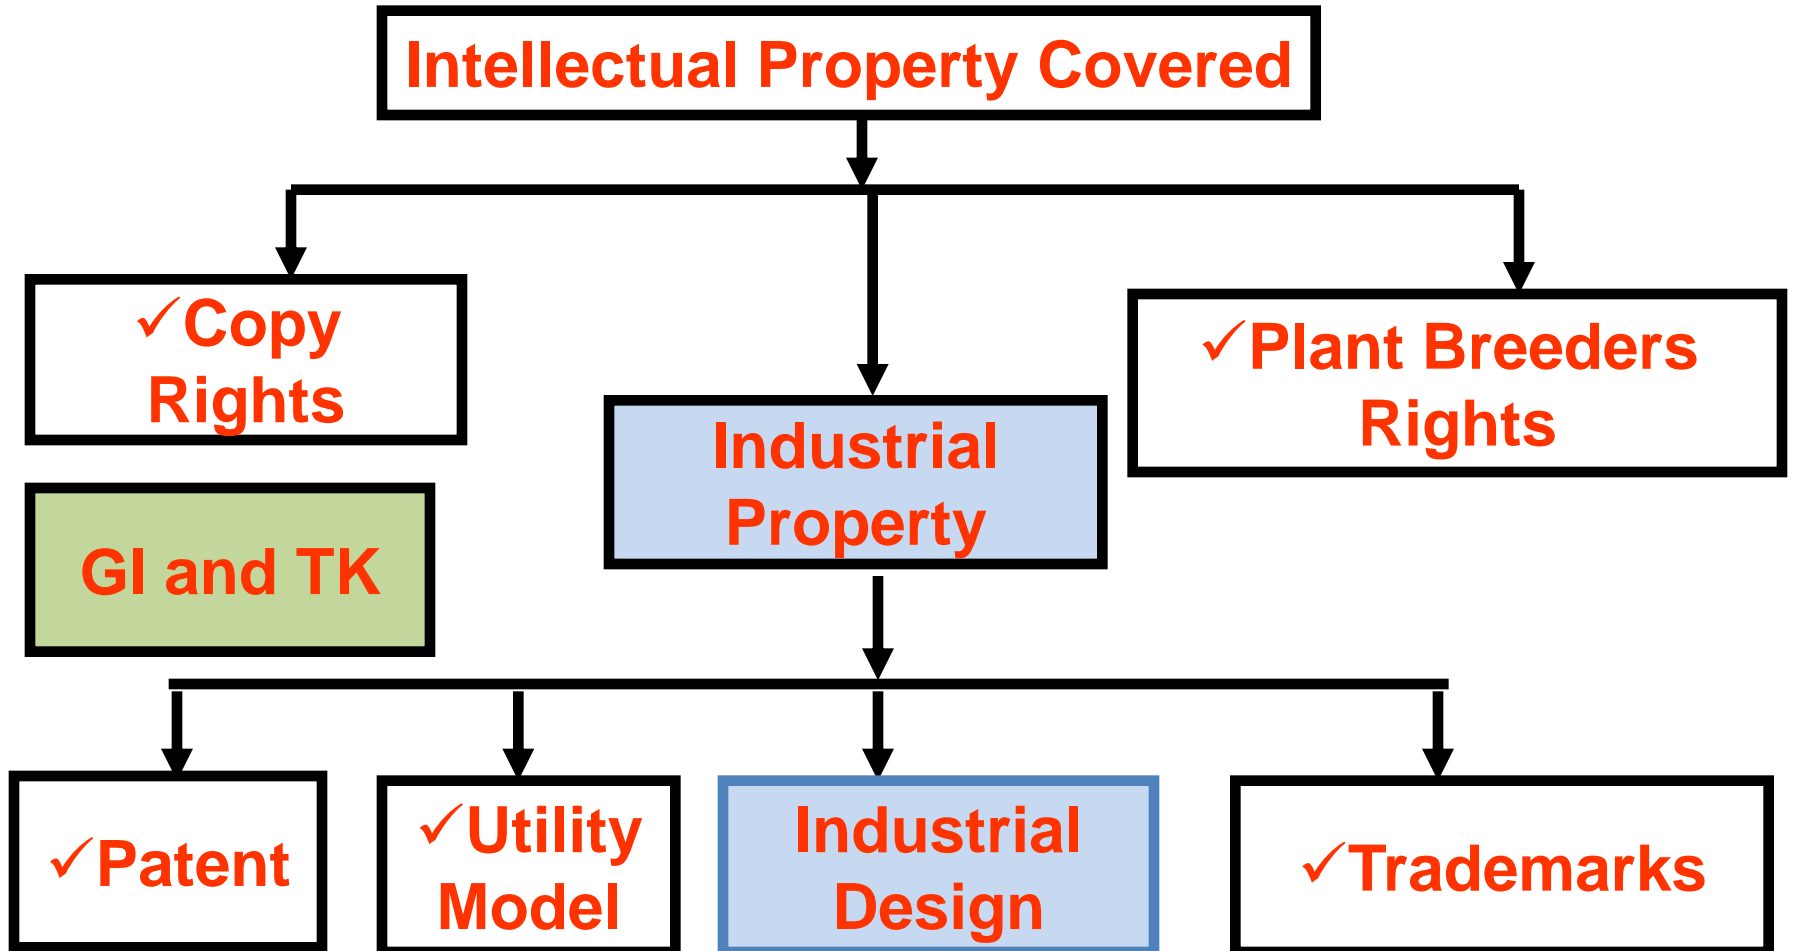 Intellectual Property Covered
✓Copy
Rights
✓Plant Breeders
Rights
Industrial
Property
GI and TK
✓Patent
✓Utility
Model
Industrial
Design
✓Trademarks